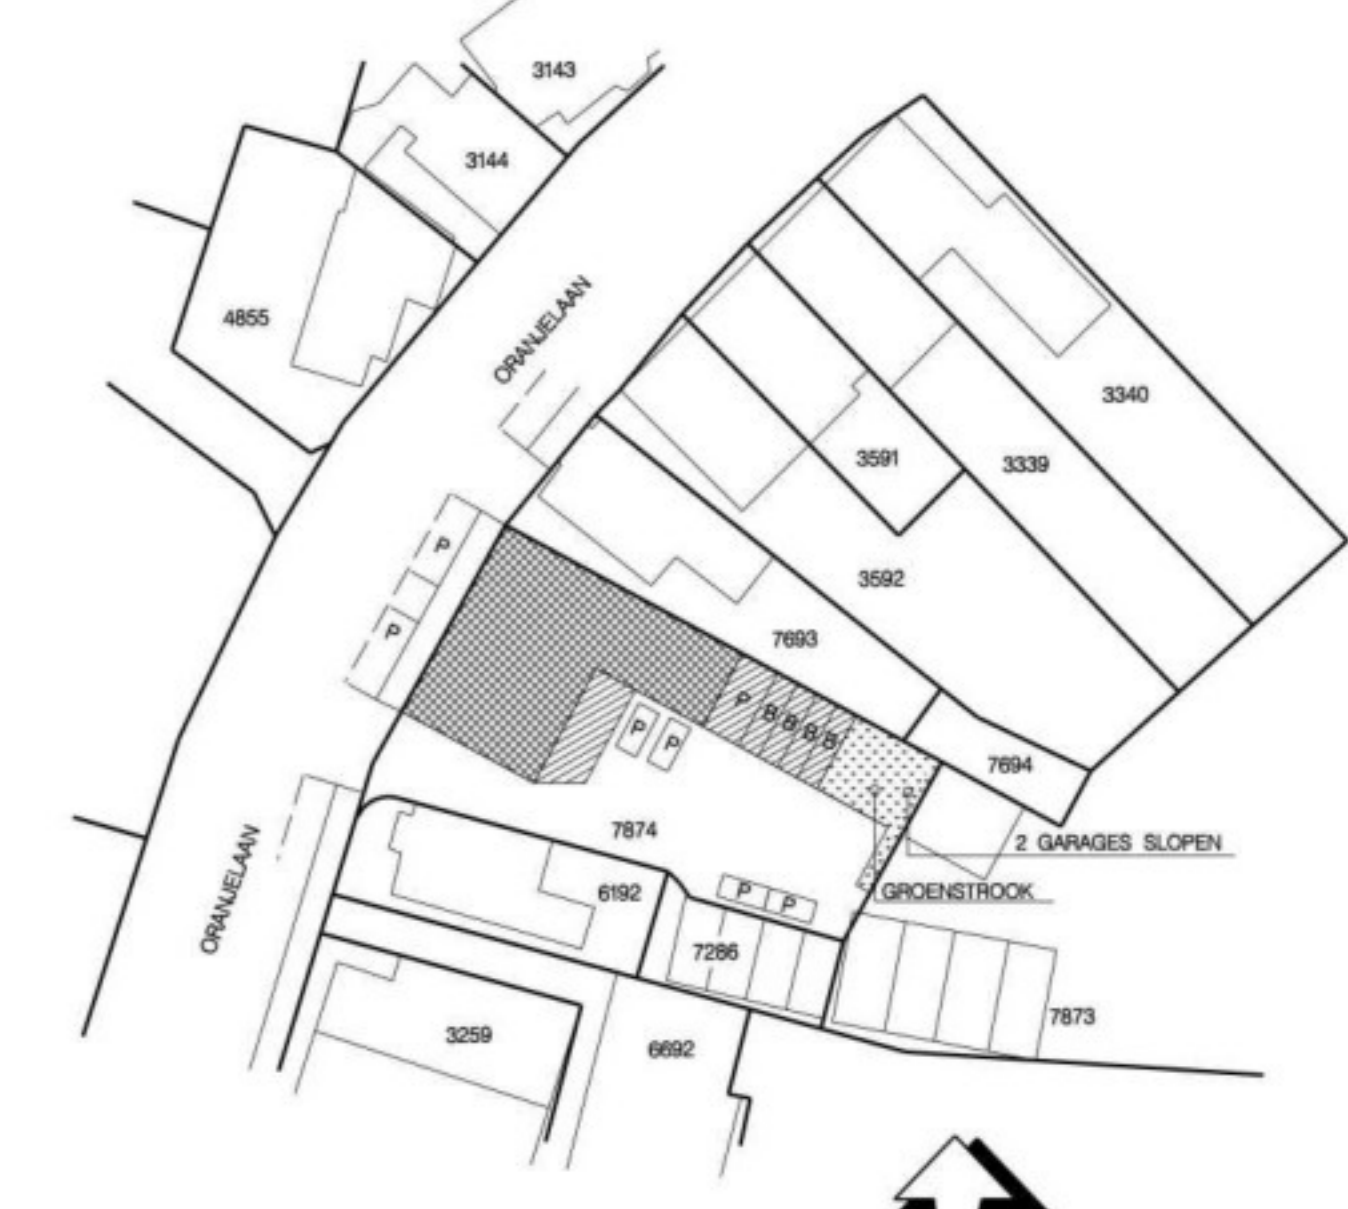 3143
3144
4855
ORANJELAAN
3340
3591
3339
3592
P
P
7693
P
B
B
B
B
P
P
7694
7874
2 GARAGES SLOPEN
ORANJELAAN
6192
P
P
GROENSTROOK
7286
7873
3259
6692